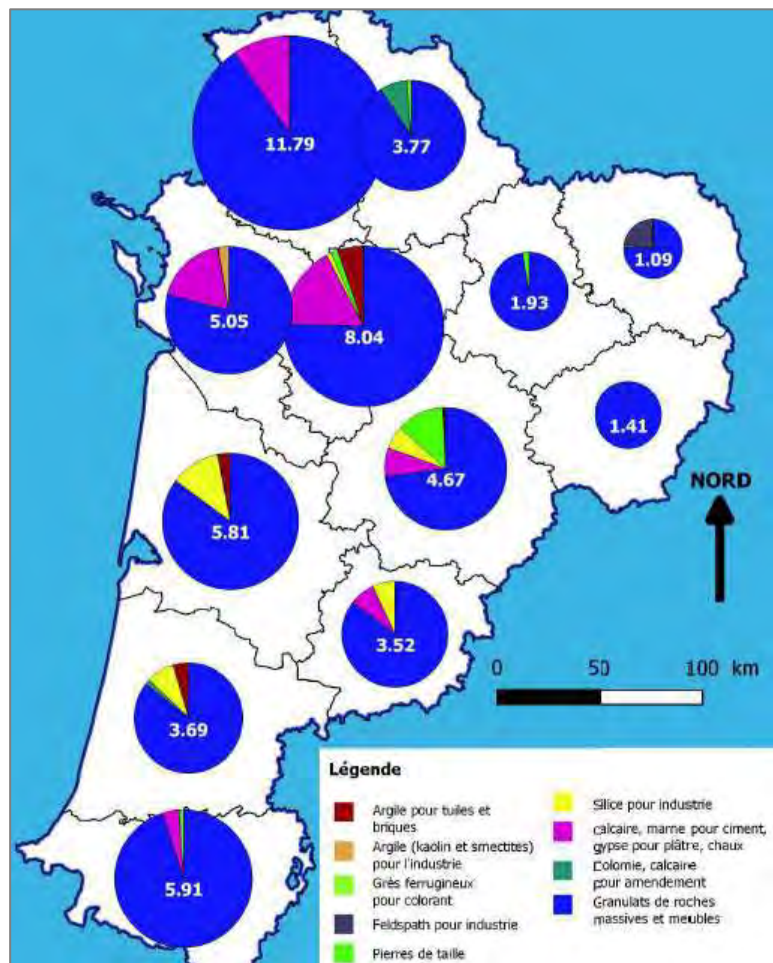 11.79
3.77
1.09
1.93
5.05
8.04
1.41
4.67
NORD
5.81
3.52
0 50 100 km
3.69
5.91
Légende
Argile pour tuiles et
briques
Argile (kaolin et smectites)
pour l'industrie
Grès ferrugineux
pour colorant
Feldspath pour industrie
Pierres de taille
Silice pour industrie
calcaire, marne pour ciment,
gypse pour plâtre, chaux
Dolomie, calcaire
pour amendement
Granulats de roches
massives et meubles